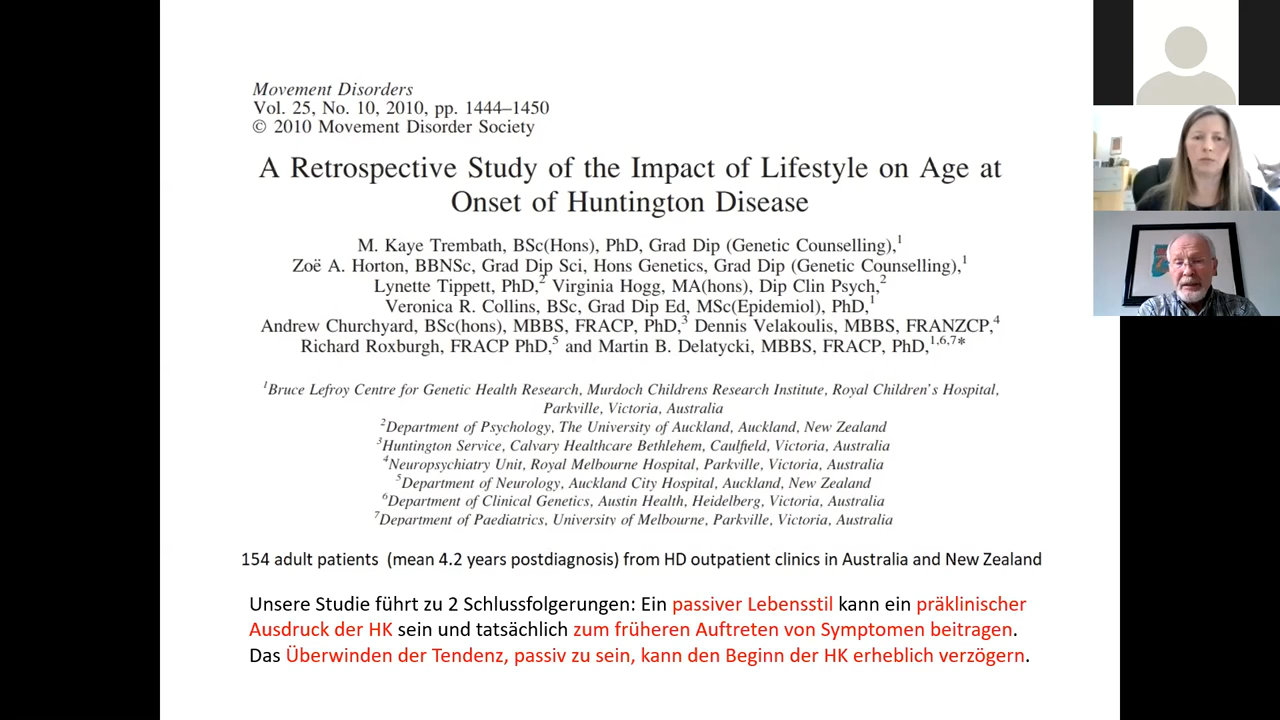 Movement Disorders
Vol. 25, No. 10, 2010, pp. 1444–1450
© 2010 Movement Disorder Society
A Retrospective Study of the Impact of Lifestyle on Age at
Onset of Huntington Disease
M. Kaye Trembath, BSc(Hons), PhD, Grad Dip (Genetic Counselling),1
Zoë A. Horton, BBNSc, Grad Dip Sci, Hons Genetics, Grad Dip (Genetic Counselling),1
Lynette Tippett, PhD,2 Virginia Hogg, MA(hons), Dip Clin Psych,2
Veronica R. Collins, BSc, Grad Dip Ed, MSc(Epidemiol), PhD,1
Andrew Churchyard, BSc(hons), MBBS, FRACP, PhD,3 Dennis Velakoulis, MBBS, FRANZCP,4
Richard Roxburgh, FRACP PhD,5 and Martin B. Delatycki, MBBS, FRACP, PhD,1,6,7*
1Bruce Lefroy Centre for Genetic Health Research, Murdoch Childrens Research Institute, Royal Children's Hospital,
Parkville, Victoria, Australia
2Department of Psychology, The University of Auckland, Auckland, New Zealand
3Huntington Service, Calvary Healthcare Bethlehem, Caulfield, Victoria, Australia
4Neuropsychiatry Unit, Royal Melbourne Hospital, Parkville, Victoria, Australia
5Department of Neurology, Auckland City Hospital, Auckland, New Zealand
6Department of Clinical Genetics, Austin Health, Heidelberg, Victoria, Australia
7Department of Paediatrics, University of Melbourne, Parkville, Victoria, Australia
154 adult patients (mean 4.2 years postdiagnosis) from HD outpatient clinics in Australia and New Zealand
Unsere Studie führt zu 2 Schlussfolgerungen: Ein passiver Lebensstil kann ein präklinischer
Ausdruck der HK sein und tatsächlich zum früheren Auftreten von Symptomen beitragen.
Das Überwinden der Tendenz, passiv zu sein, kann den Beginn der HK erheblich verzögern.